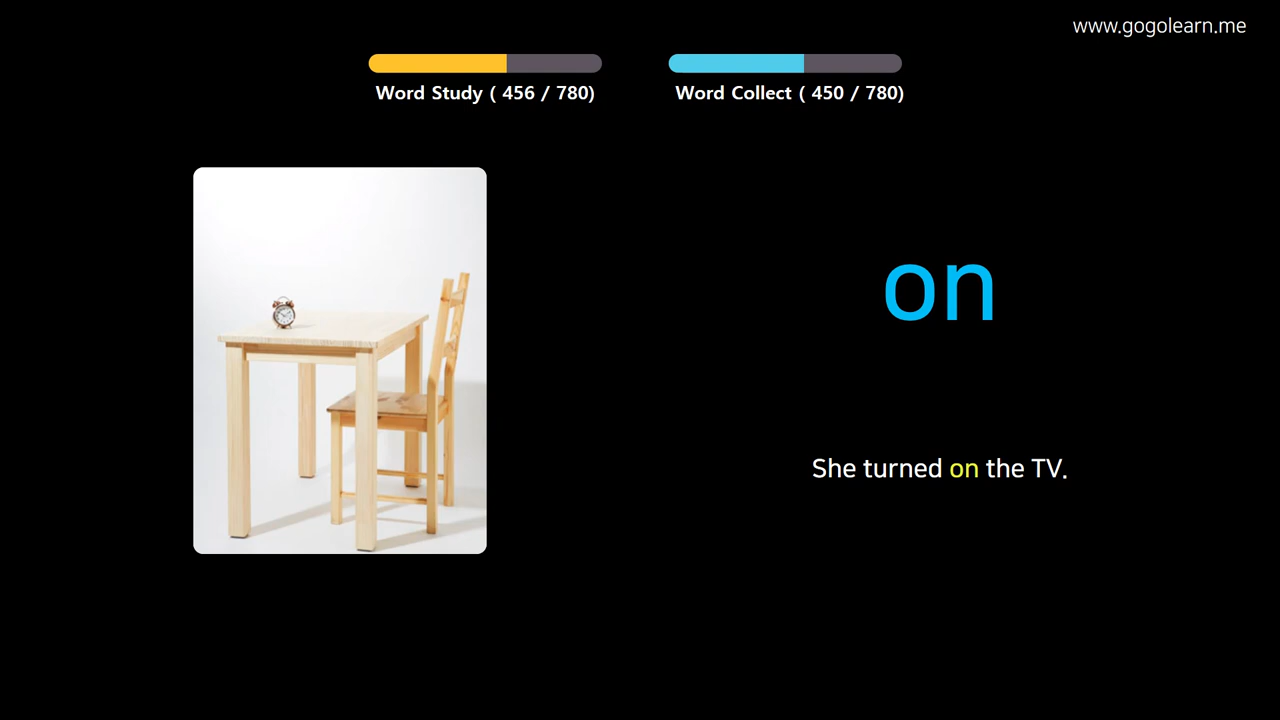 www.gogolearn.me
Word Study ( 456 / 780)
Word Collect ( 450 / 780)
on
She turned on the TV.